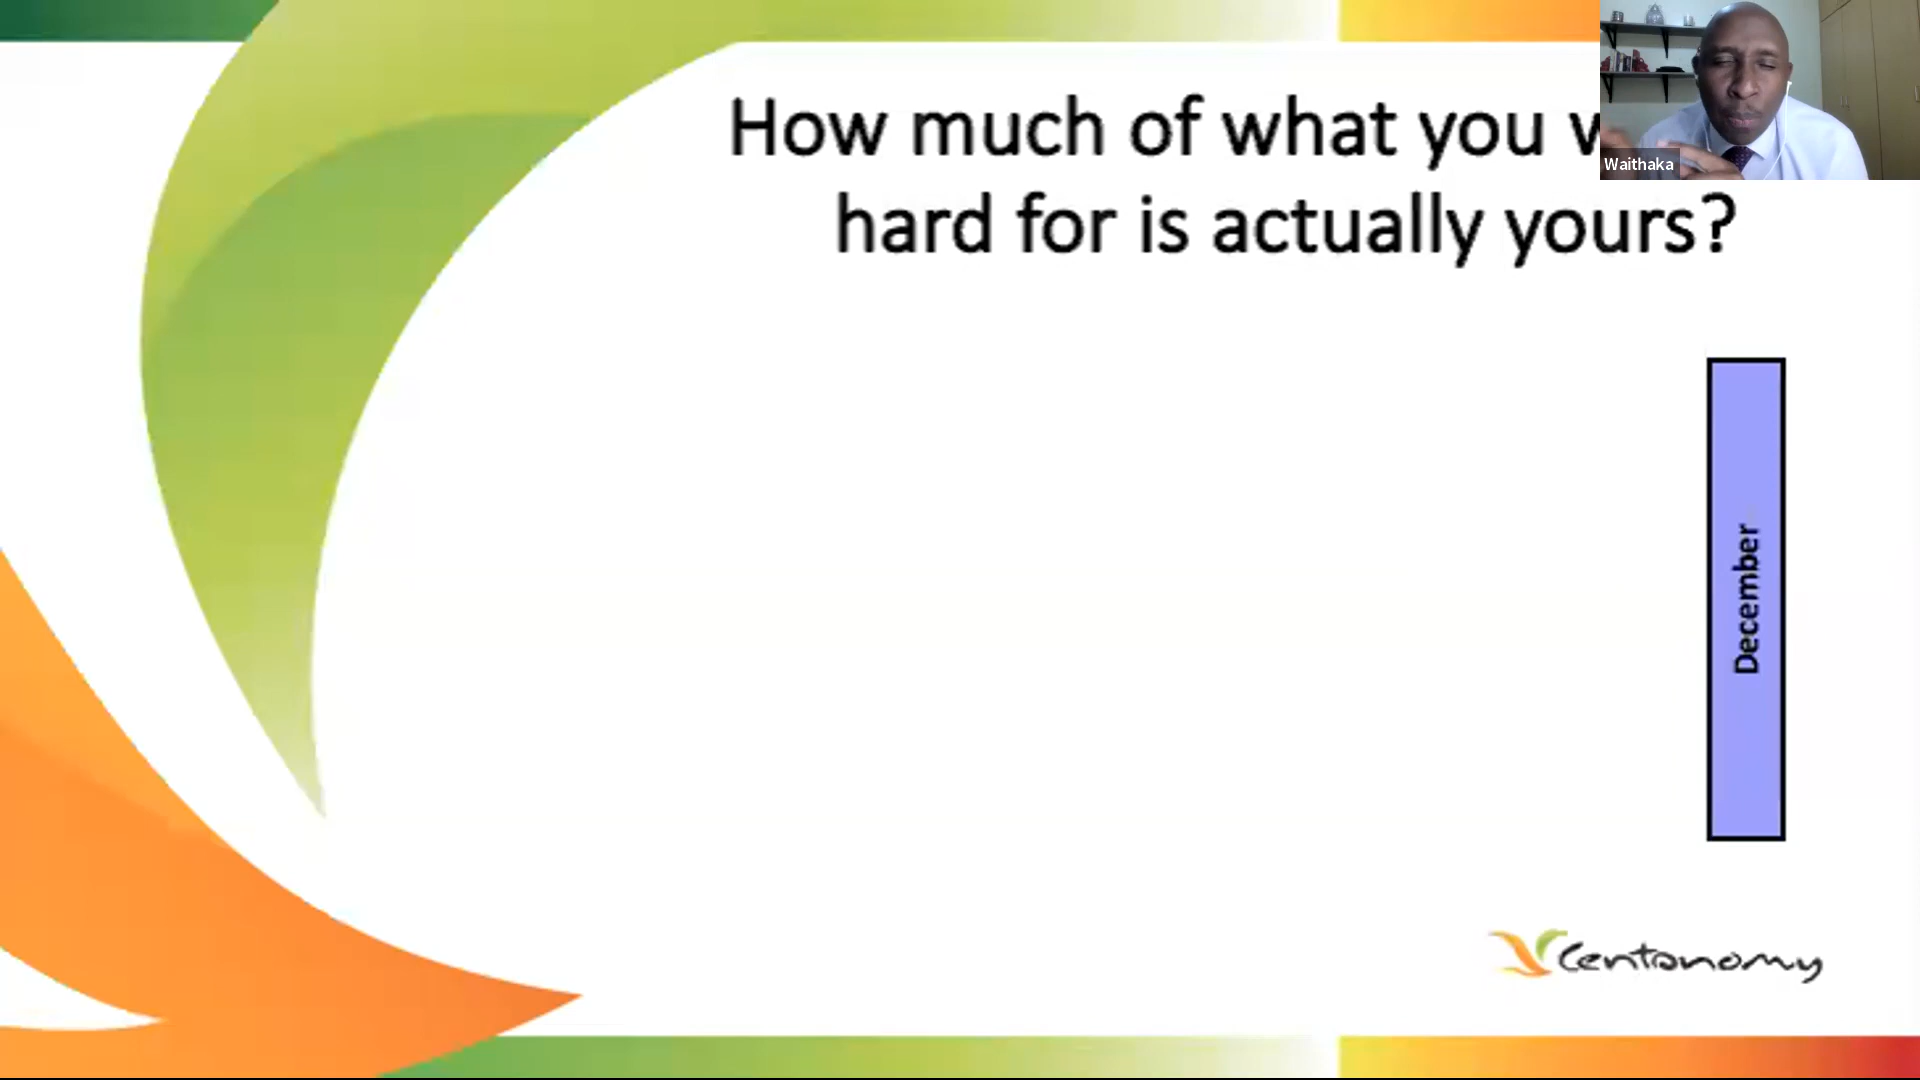 How much of what you
hard for is actually yours?
Waithaka
December
Centonomy